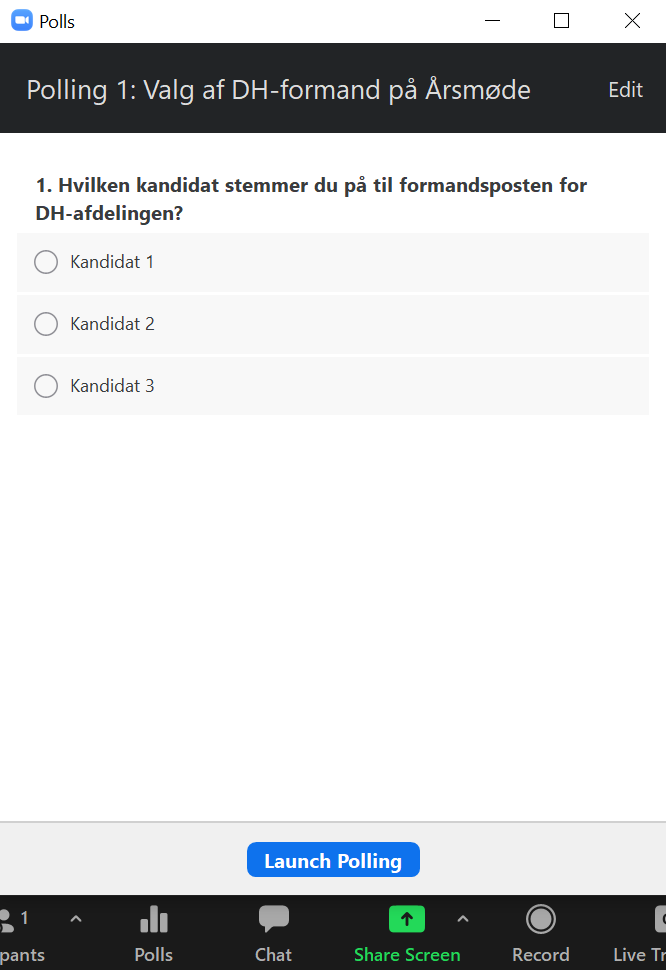 Polls
Polling 1: Valg af DH-formand på Årsmøde
Edit
1. Hvilken kandidat stemmer du på til formandsposten for
DH-afdelingen?
Kandidat 1
Kandidat 2
Kandidat 3
Launch Polling
1
pants
Polls
Chat
Share Screen
Record
Live Tr